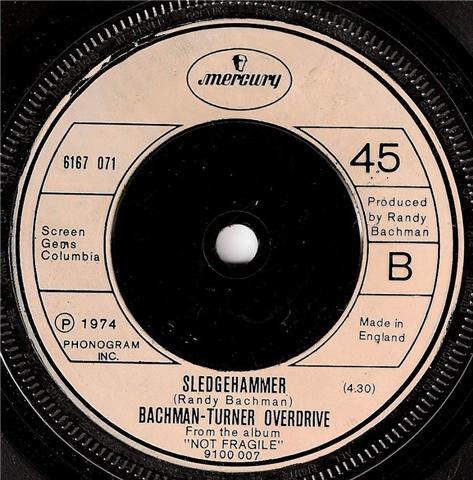 mercury
6167 071
45
Screen
Gems
Columbia
Produced
by Randy
Bachman
B
℗ 1974
PHONOGRAM
INC.
Made in
England
SLEDGEHAMMER
(Randy Bachman)
(4.30)
BACHMAN-TURNER OVERDRIVE
From the album
"NOT FRAGILE"
9100 007